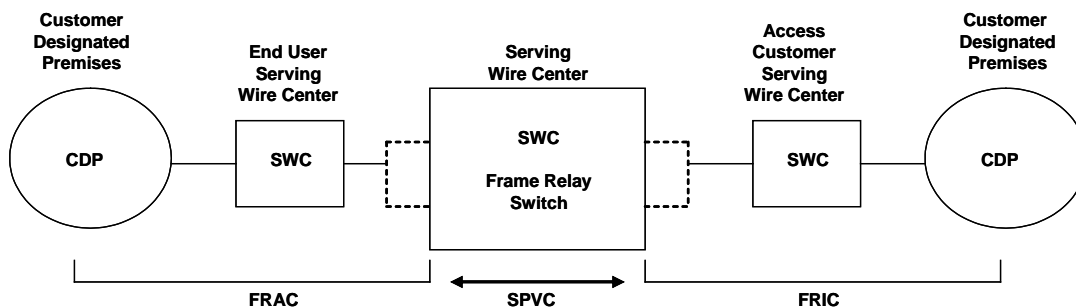 Customer
Designated
Premises
End User
Serving
Wire Center
Serving
Wire Center
Access
Customer
Serving
Wire Center
Customer
Designated
Premises
CDP
SWC
SWC
Frame Relay
Switch
SWC
CDP
FRAC
SPVC
FRIC